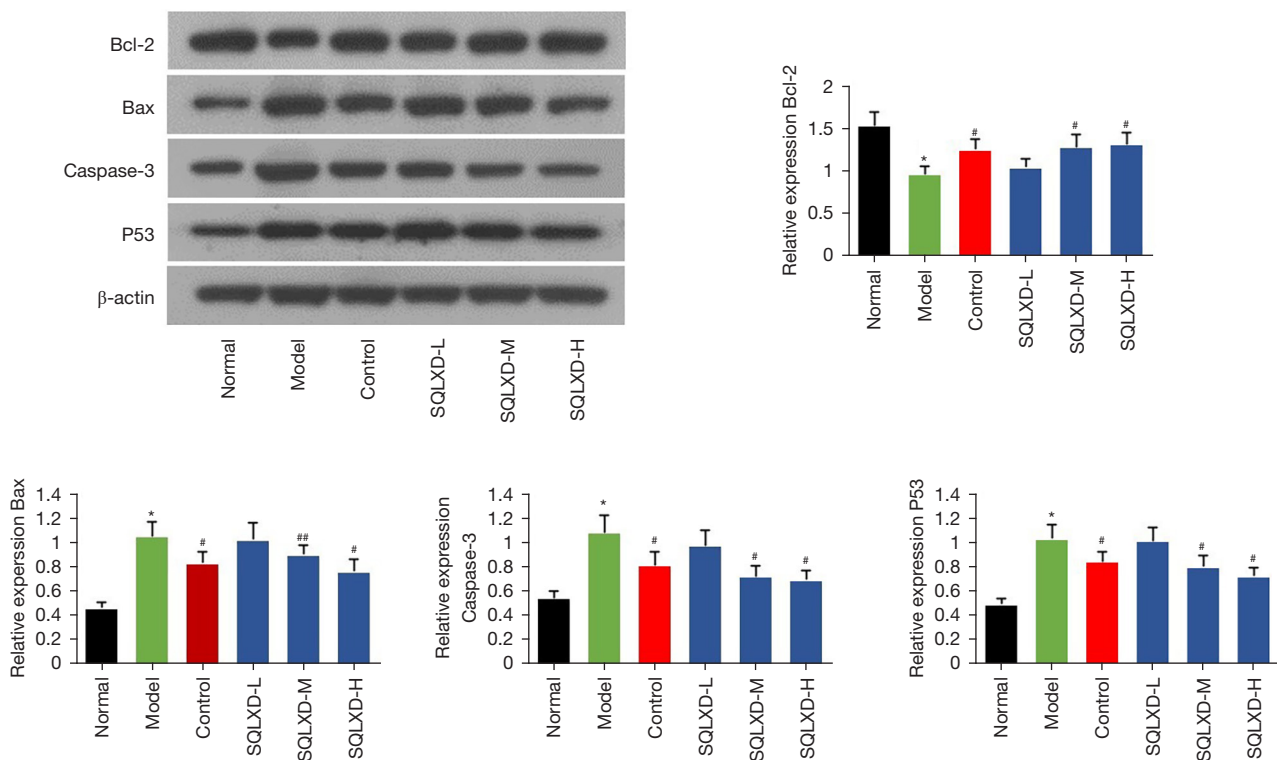 Bcl-2
Bax
Caspase-3
P53
β-actin
Normal
Model
Control
SQLXD-L
SQLXD-M
SQLXD-H
Relative expression Bcl-2
2
1.5
1
0.5
0
*
#
#
#
Normal
Model
Control
SQLXD-L
SQLXD-M
SQLXD-H
Relative experssion Bax
1.4
1.2
1
0.8
0.6
0.4
0.2
0
*
#
##
#
Normal
Model
Control
SQLXD-L
SQLXD-M
SQLXD-H
Relative expression
Caspase-3
1.4
1.2
1
0.8
0.6
0.4
0.2
0
*
#
#
#
Normal
Model
Control
SQLXD-L
SQLXD-M
SQLXD-H
Relative expression P53
1.4
1.2
1
0.8
0.6
0.4
0.2
0
*
#
#
#
Normal
Model
Control
SQLXD-L
SQLXD-M
SQLXD-H